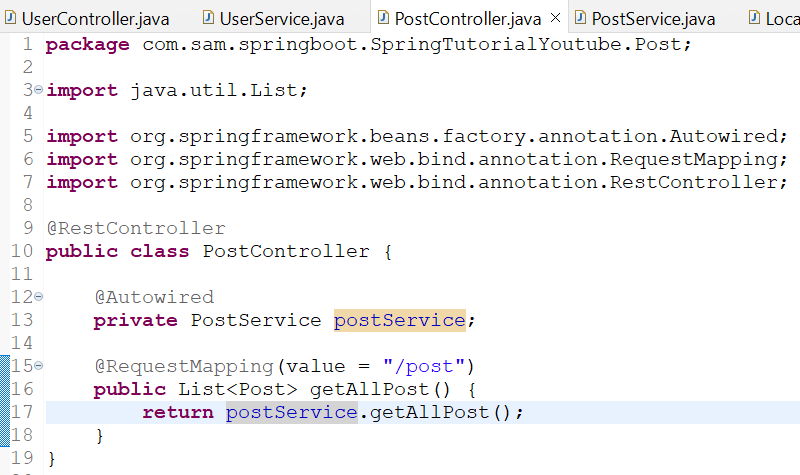 UserController.java UserService.java PostController.java PostService.java Loca
1 package com.sam.springboot.SpringTutorialYoutube.Post;
2
3 import java.util.List;
4
5 import org.springframework.beans.factory.annotation.Autowired;
6 import org.springframework.web.bind.annotation.RequestMapping;
7 import org.springframework.web.bind.annotation.RestController;
8
9 @RestController
10 public class PostController {
11
12     @Autowired
13     private PostService postService;
14
15     @RequestMapping(value = "/post")
16     public List<Post> getAllPost() {
17         return postService.getAllPost();
18     }
19 }